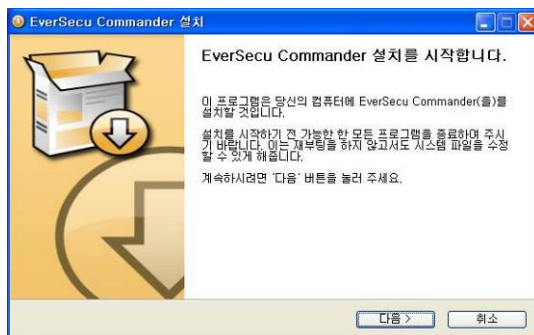 EverSecu Commander 설치
EverSecu Commander 설치를 시작합니다.
이 프로그램은 당신의 컴퓨터에 EverSecu Commander(을)를
설치할 것입니다.
설치를 시작하기 전 가능한 한 모든 프로그램을 종료하여 주시
기 바랍니다. 이는 재부팅을 하지 않고서도 시스템 파일을 수정
할 수 있게 해줍니다.
계속하시려면 '다음' 버튼을 눌러 주세요.
다음 >
취소